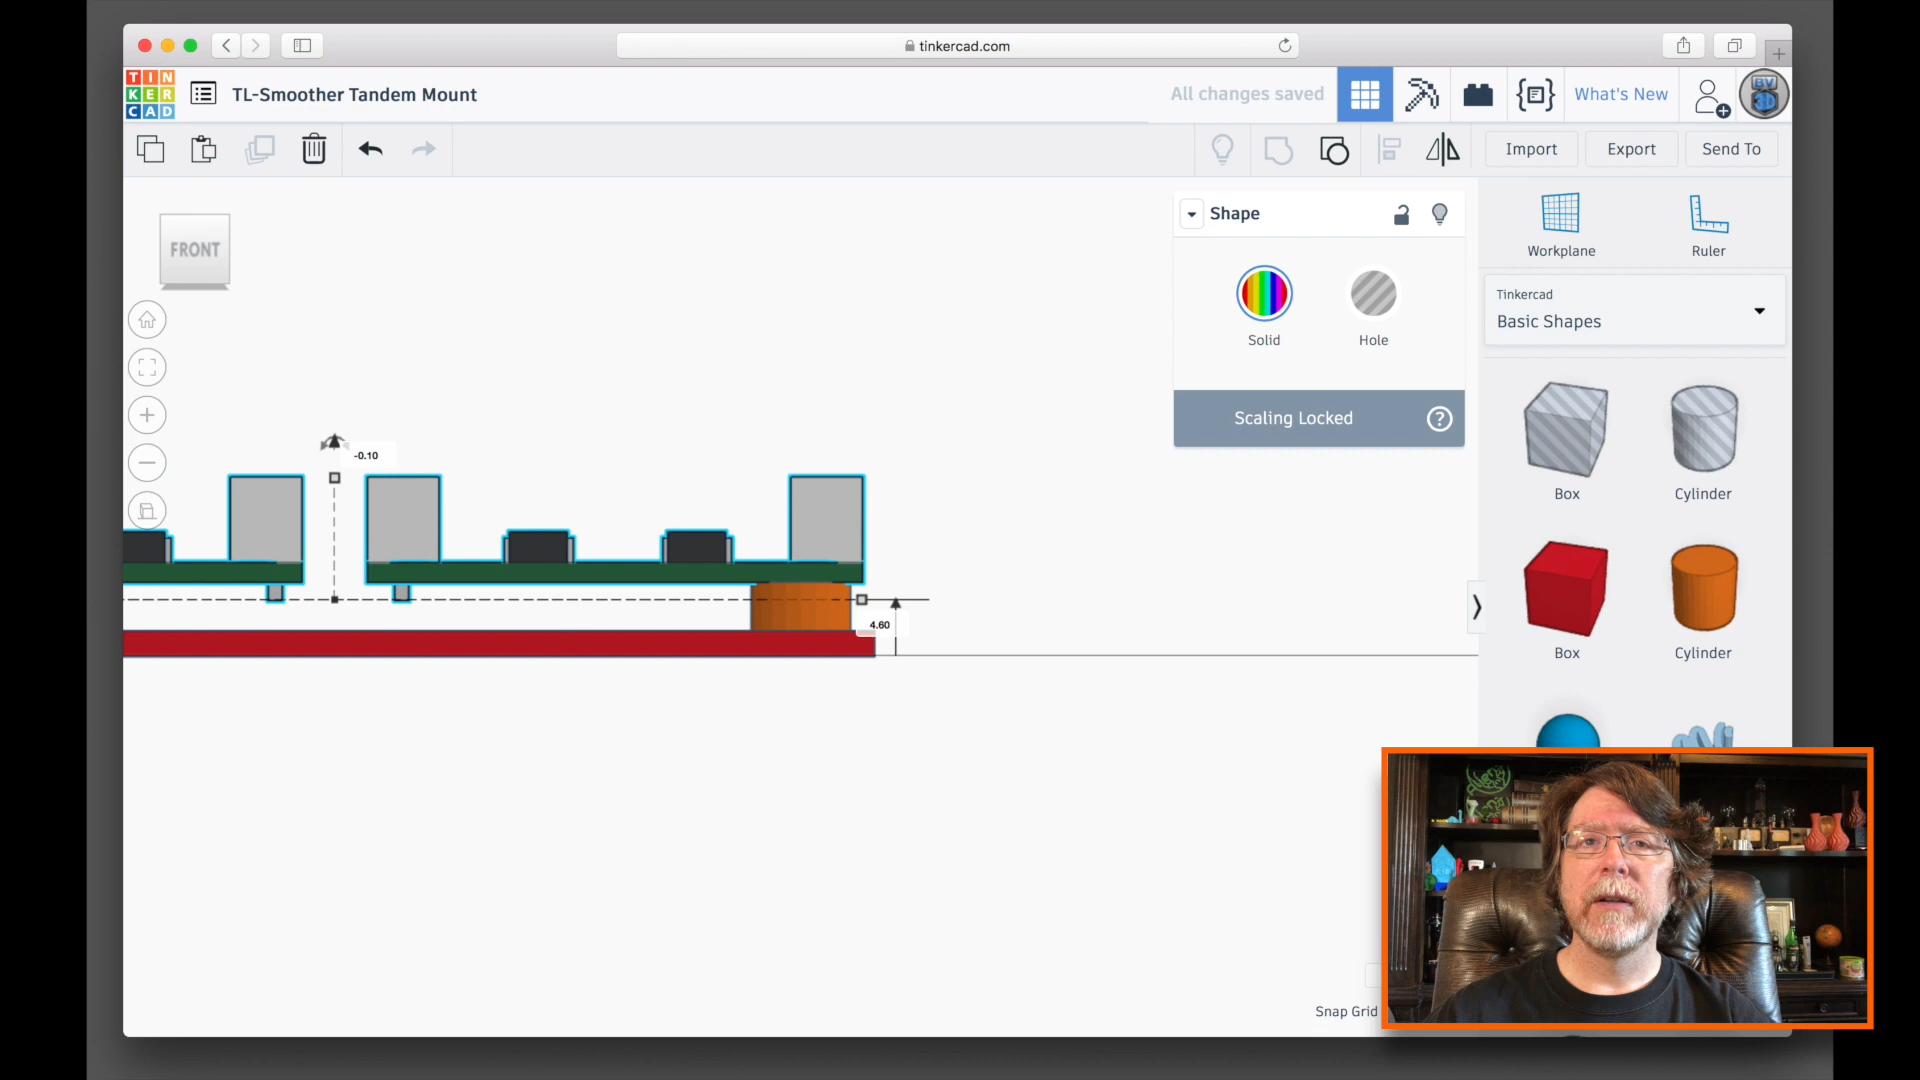 tinkercad.com
TIN
KER
CAD
TL-Smoother Tandem Mount
All changes saved
What's New
BV
3D
Import
Export
Send To
FRONT
Shape
Solid
Hole
Scaling Locked
?
Workplane
Ruler
Tinkercad
Basic Shapes
Box
Cylinder
Box
Cylinder
-0.10
4.60
Snap Grid